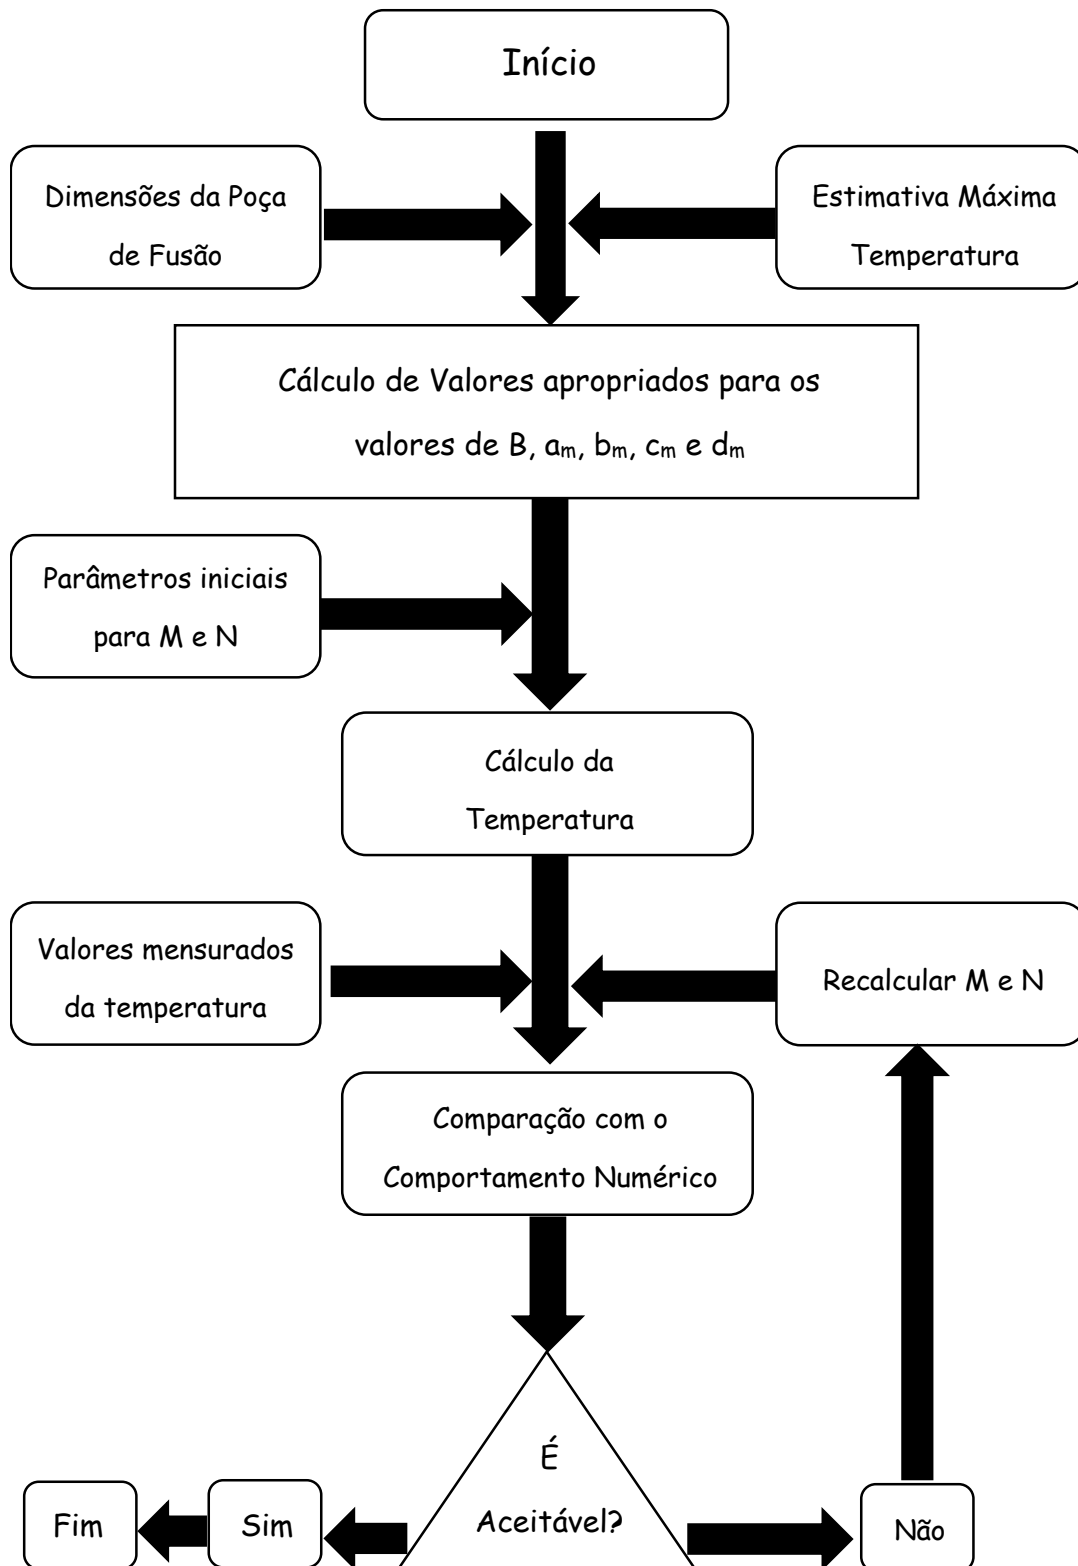 Início
Dimensões da Poça
de Fusão
Estimativa Máxima
Temperatura
Cálculo de Valores apropriados para os
valores de B, aₘ, bₘ, cₘ e dₘ
Parâmetros iniciais
para M e N
Cálculo da
Temperatura
Valores mensurados
da temperatura
Recalcular M e N
Comparação com o
Comportamento Numérico
É
Aceitável?
Fim
Sim
Não